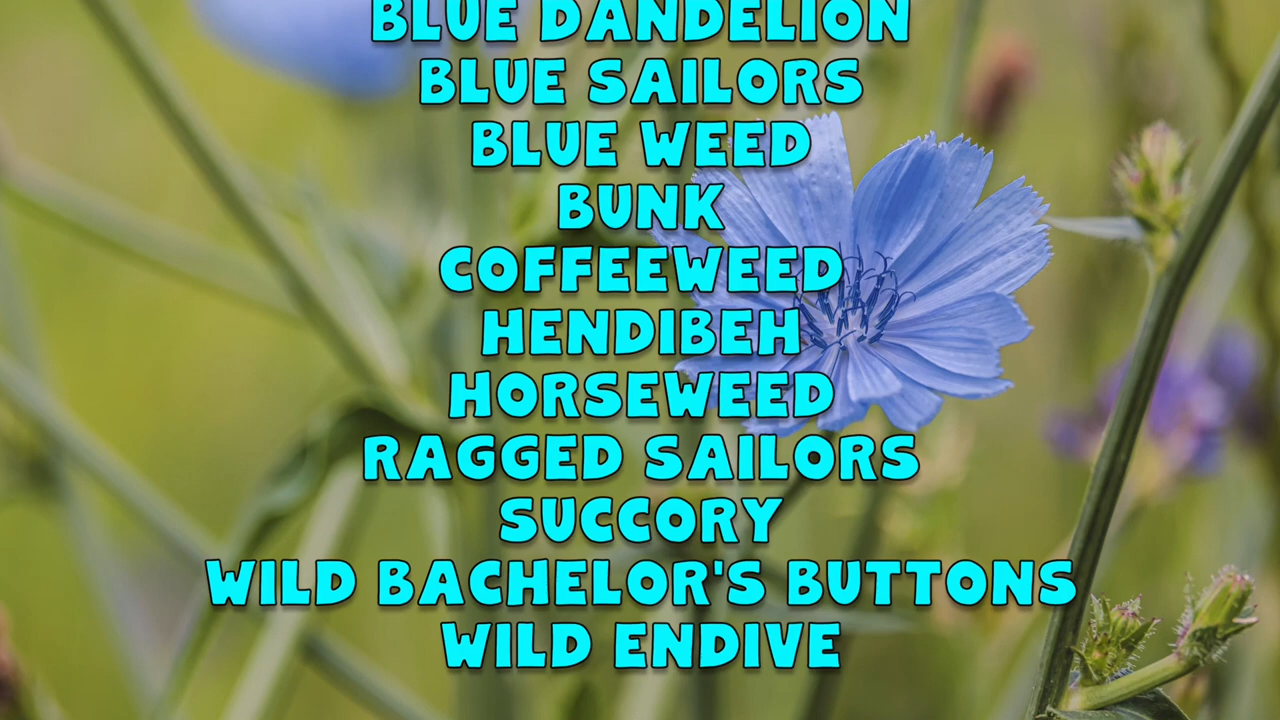 BLUE DANDELION
BLUE SAILORS
BLUE WEED
BUNK
COFFEEWEED
HENDIBEH
HORSEWEED
RAGGED SAILORS
SUCCORY
WILD BACHELOR'S BUTTONS
WILD ENDIVE